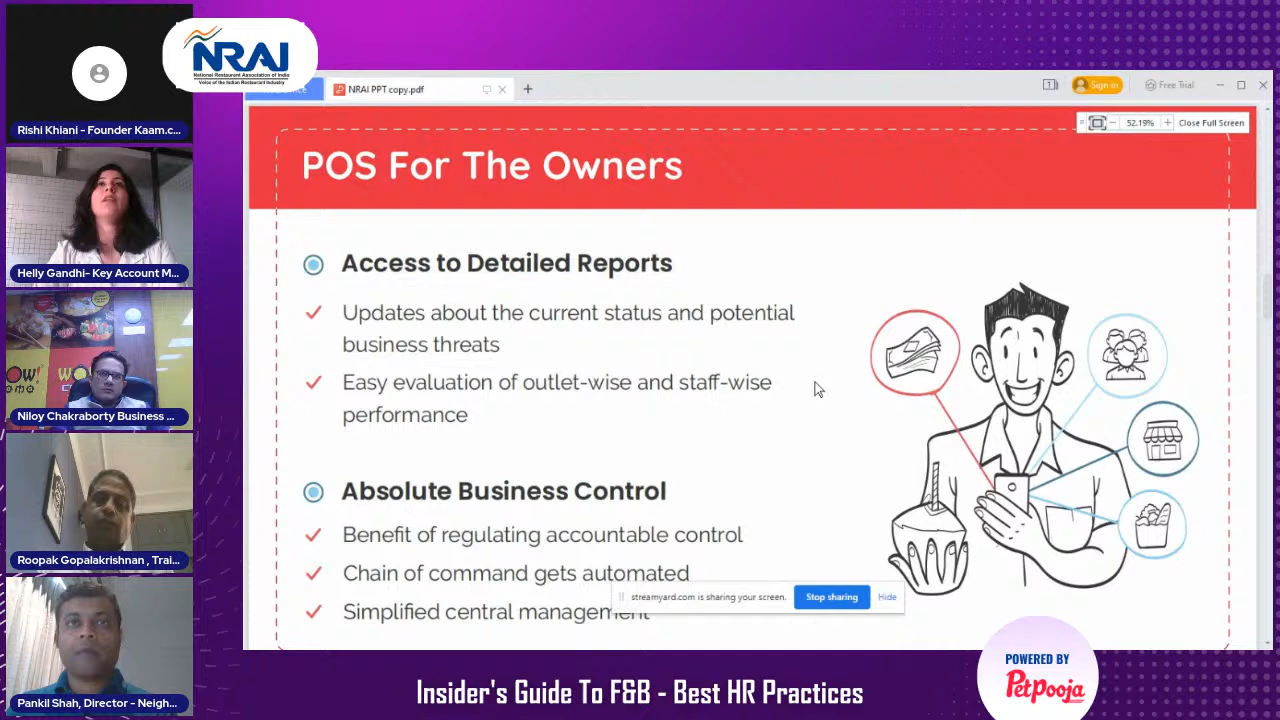 Rishi Khiani - Founder Kaam.c...
Helly Gandhi- Key Account M...
Niloy Chakraborty Business ...
Roopak Gopalakrishnan , Trai...
Pankil Shah, Director - Neigh...
NRAI
National Restaurant Association of India
Voice of the Indian Restaurant Industry
NRAI PPT copy.pdf
1
Sign in
Free Trial
52.19%
Close Full Screen
POS For The Owners
Access to Detailed Reports
Updates about the current status and potential
business threats
Easy evaluation of outlet-wise and staff-wise
performance
Absolute Business Control
Benefit of regulating accountable control
Chain of command gets automated
Simplified central management
streamyard.com is sharing your screen.
Stop sharing
Hide
POWERED BY
Petpooja
Insider's Guide To F&B - Best HR Practices